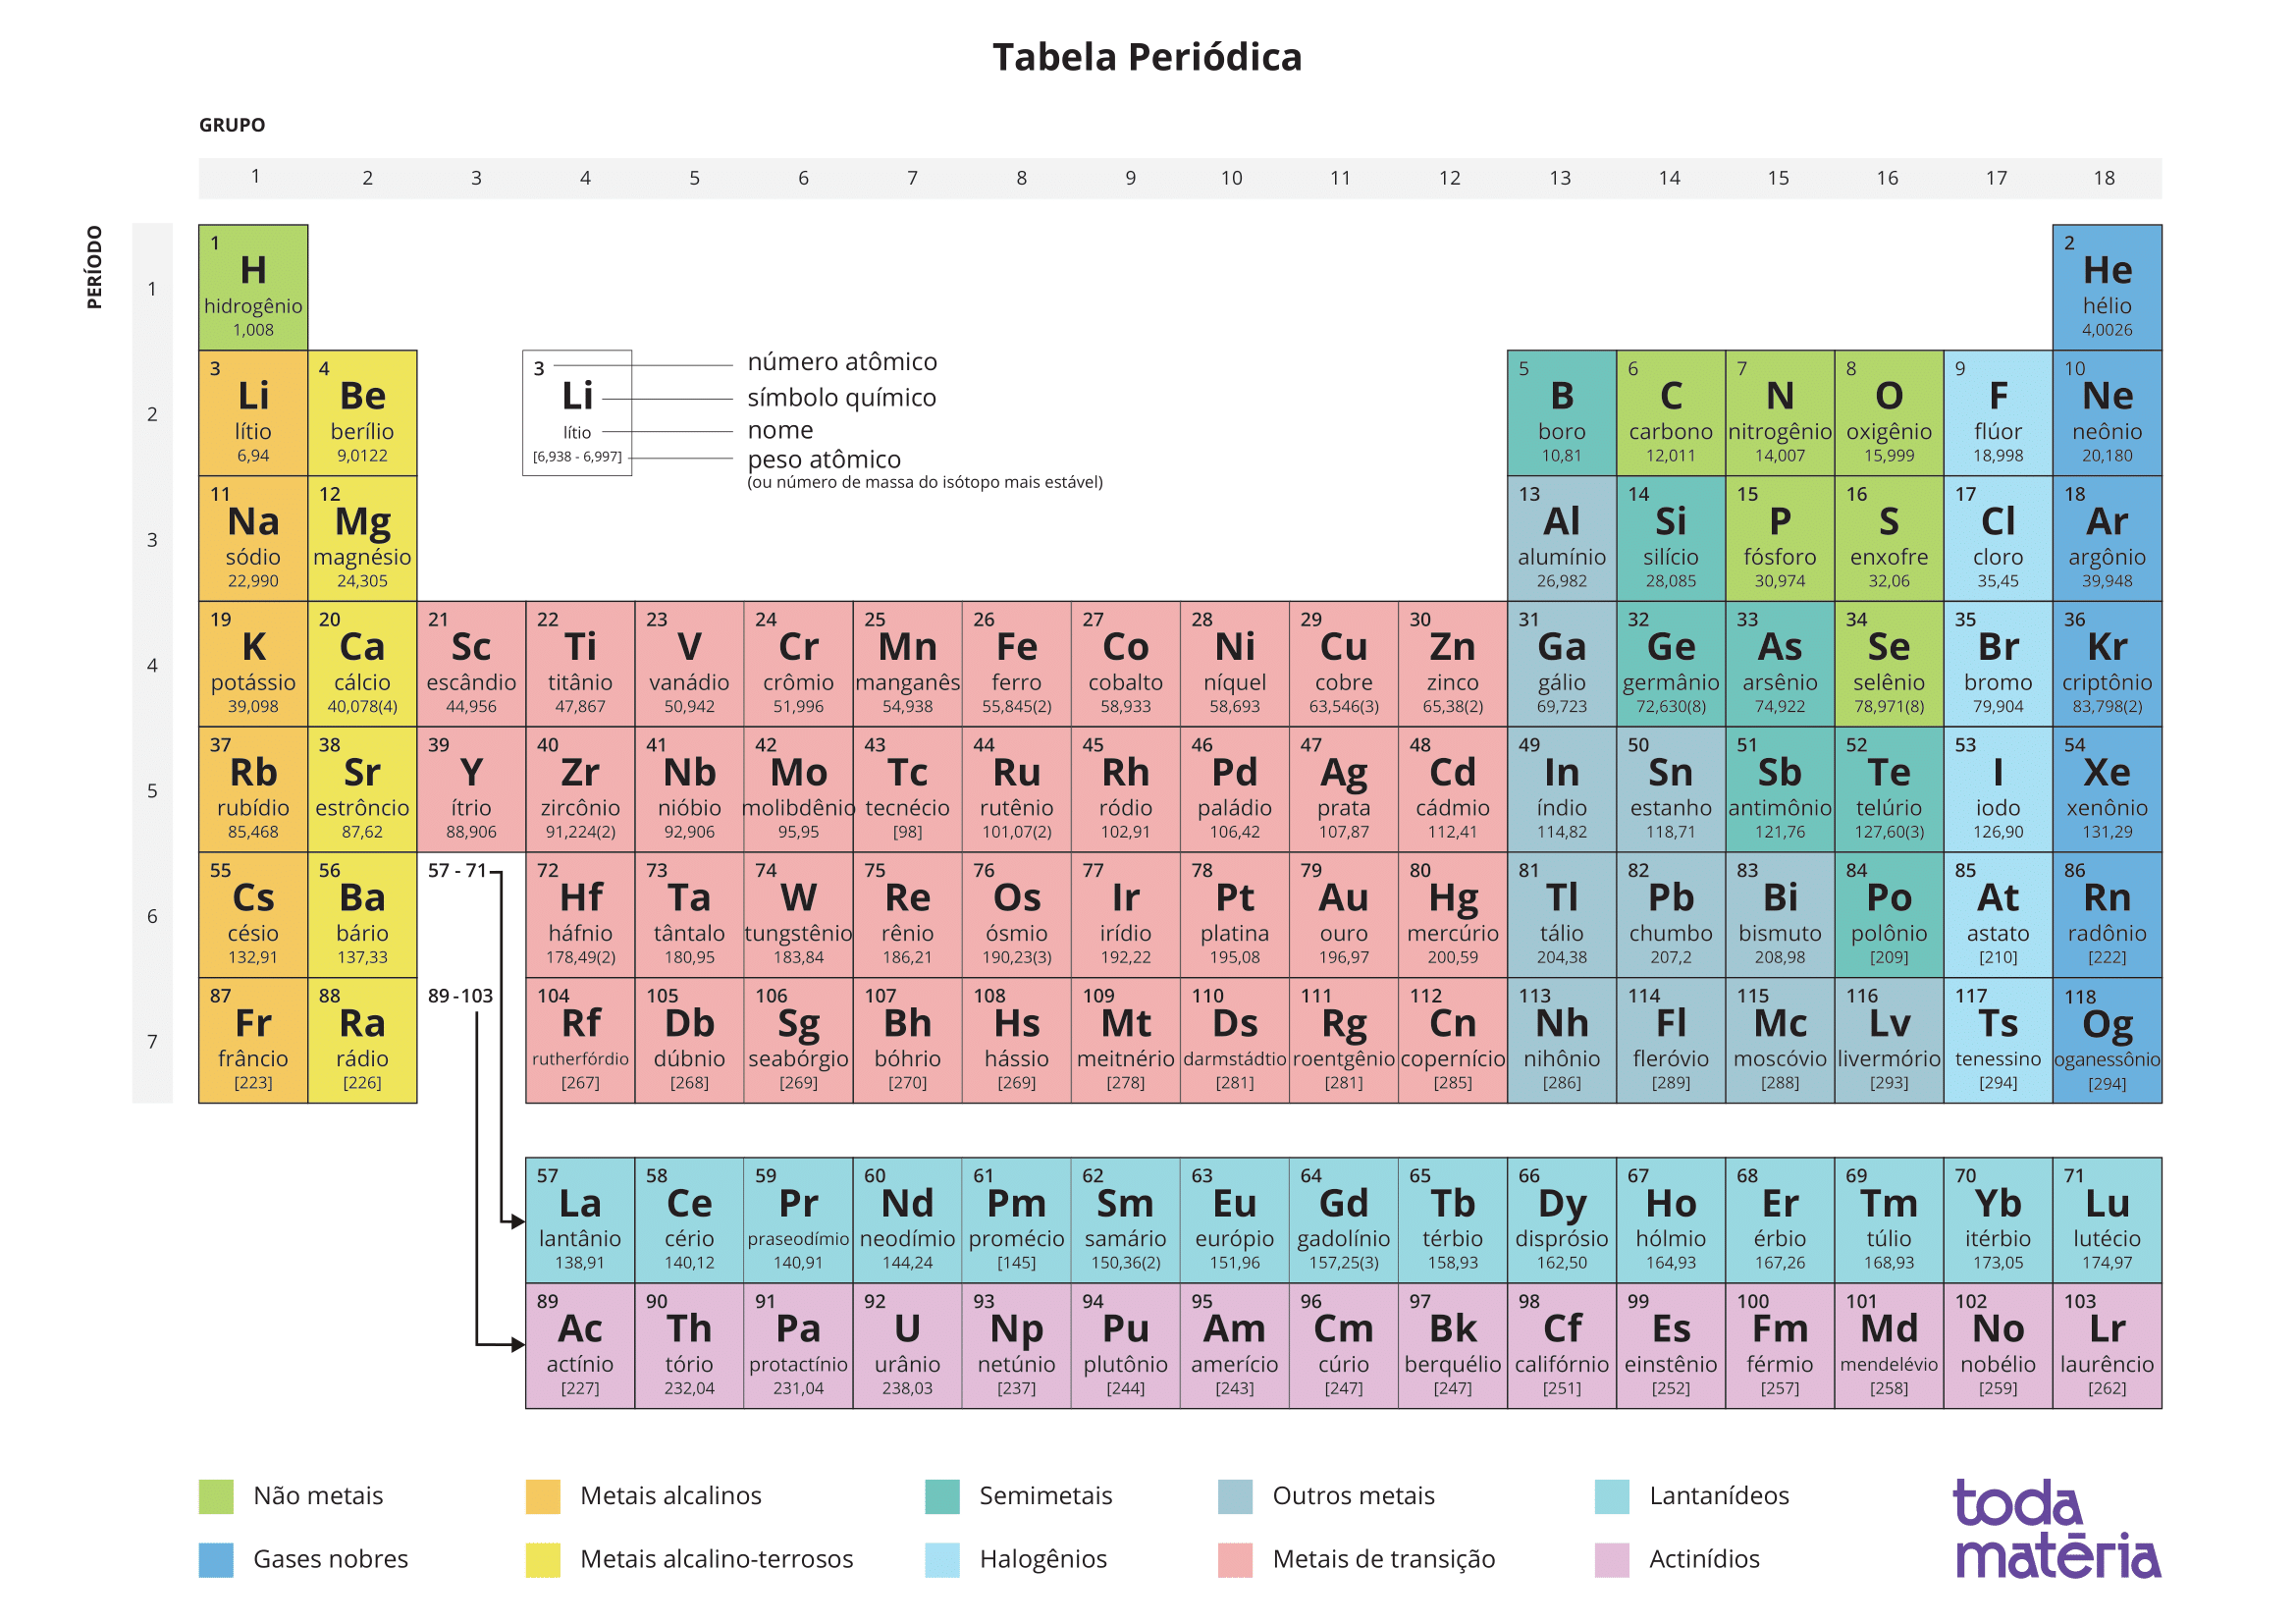 Tabela Periódica
GRUPO
1 2 3 4 5 6 7 8 9 10 11 12 13 14 15 16 17 18
PERÍODO
1
1
H
hidrogênio
1,008
2
He
hélio
4,0026
2
3
Li
lítio
6,94
4
Be
berílio
9,0122
3
Li
lítio
[6,938 - 6,997]
número atômico
símbolo químico
nome
peso atômico
(ou número de massa do isótopo mais estável)
5
B
boro
10,81
6
C
carbono
12,011
7
N
nitrogênio
14,007
8
O
oxigênio
15,999
9
F
flúor
18,998
10
Ne
neônio
20,180
3
11
Na
sódio
22,990
12
Mg
magnésio
24,305
13
Al
alumínio
26,982
14
Si
silício
28,085
15
P
fósforo
30,974
16
S
enxofre
32,06
17
Cl
cloro
35,45
18
Ar
argônio
39,948
4
19
K
potássio
39,098
20
Ca
cálcio
40,078(4)
21
Sc
escândio
44,956
22
Ti
titânio
47,867
23
V
vanádio
50,942
24
Cr
crômio
51,996
25
Mn
manganês
54,938
26
Fe
ferro
55,845(2)
27
Co
cobalto
58,933
28
Ni
níquel
58,693
29
Cu
cobre
63,546(3)
30
Zn
zinco
65,38(2)
31
Ga
gálio
69,723
32
Ge
germânio
72,630(8)
33
As
arsênio
74,922
34
Se
selênio
78,971(8)
35
Br
bromo
79,904
36
Kr
criptônio
83,798(2)
5
37
Rb
rubídio
85,468
38
Sr
estrôncio
87,62
39
Y
ítrio
88,906
40
Zr
zircônio
91,224(2)
41
Nb
nióbio
92,906
42
Mo
molibdênio
95,95
43
Tc
tecnécio
[98]
44
Ru
rutênio
101,07(2)
45
Rh
ródio
102,91
46
Pd
paládio
106,42
47
Ag
prata
107,87
48
Cd
cádmio
112,41
49
In
índio
114,82
50
Sn
estanho
118,71
51
Sb
antimônio
121,76
52
Te
telúrio
127,60(3)
53
I
iodo
126,90
54
Xe
xenônio
131,29
6
55
Cs
césio
132,91
56
Ba
bário
137,33
57 - 71
72
Hf
háfnio
178,49(2)
73
Ta
tântalo
180,95
74
W
tungstênio
183,84
75
Re
rênio
186,21
76
Os
ósmio
190,23(3)
77
Ir
irídio
192,22
78
Pt
platina
195,08
79
Au
ouro
196,97
80
Hg
mercúrio
200,59
81
Tl
tálio
204,38
82
Pb
chumbo
207,2
83
Bi
bismuto
208,98
84
Po
polônio
[209]
85
At
astato
[210]
86
Rn
radônio
[222]
7
87
Fr
frâncio
[223]
88
Ra
rádio
[226]
89 -103
104
Rf
rutherfórdio
[267]
105
Db
dúbnio
[268]
106
Sg
seabórgio
[269]
107
Bh
bóhrio
[270]
108
Hs
hássio
[269]
109
Mt
meitnério
[278]
110
Ds
darmstádtio
[281]
111
Rg
roentgênio
[281]
112
Cn
copernício
[285]
113
Nh
nihônio
[286]
114
Fl
fleróvio
[289]
115
Mc
moscóvio
[288]
116
Lv
livermório
[293]
117
Ts
tenessino
[294]
118
Og
oganessônio
[294]
57
La
lantânio
138,91
58
Ce
cério
140,12
59
Pr
praseodímio
140,91
60
Nd
neodímio
144,24
61
Pm
promécio
[145]
62
Sm
samário
150,36(2)
63
Eu
európio
151,96
64
Gd
gadolínio
157,25(3)
65
Tb
térbio
158,93
66
Dy
disprósio
162,50
67
Ho
hólmio
164,93
68
Er
érbio
167,26
69
Tm
túlio
168,93
70
Yb
itérbio
173,05
71
Lu
lutécio
174,97
89
Ac
actínio
[227]
90
Th
tório
232,04
91
Pa
protactínio
231,04
92
U
urânio
238,03
93
Np
netúnio
[237]
94
Pu
plutônio
[244]
95
Am
amerício
[243]
96
Cm
cúrio
[247]
97
Bk
berquélio
[247]
98
Cf
califórnio
[251]
99
Es
einstênio
[252]
100
Fm
férmio
[257]
101
Md
mendelévio
[258]
102
No
nobélio
[259]
103
Lr
laurêncio
[262]
Não metais
Metais alcalinos
Semimetais
Outros metais
Lantanídeos
Gases nobres
Metais alcalino-terrosos
Halogênios
Metais de transição
Actinídios
toda
matéria